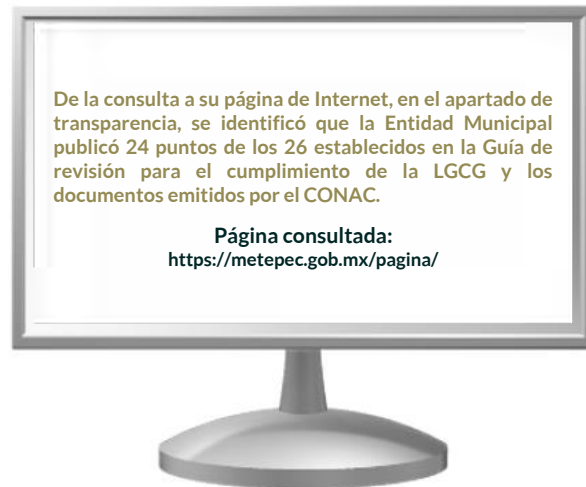 De la consulta a su página de Internet, en el apartado de
transparencia, se identificó que la Entidad Municipal
publicó 24 puntos de los 26 establecidos en la Guía de
revisión para el cumplimiento de la LGCG y los
documentos emitidos por el CONAC.
Página consultada:
https://metepec.gob.mx/pagina/